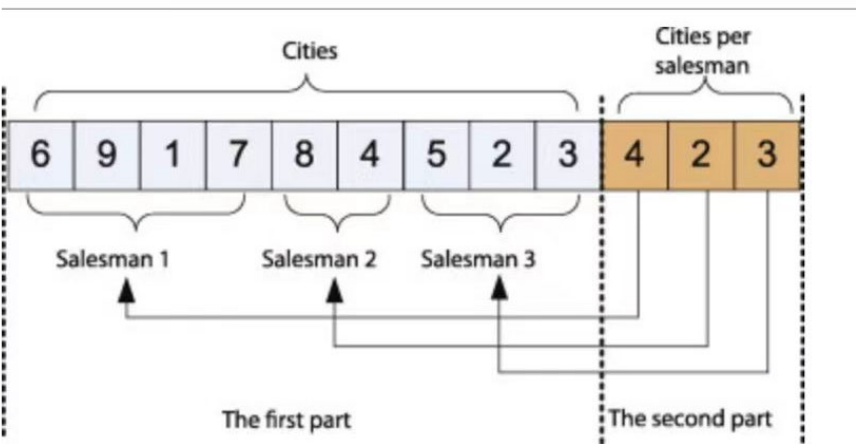 Cities
Cities per
salesman
6 9 1 7 8 4 5 2 3 4 2 3
Salesman 1 Salesman 2 Salesman 3
The first part The second part